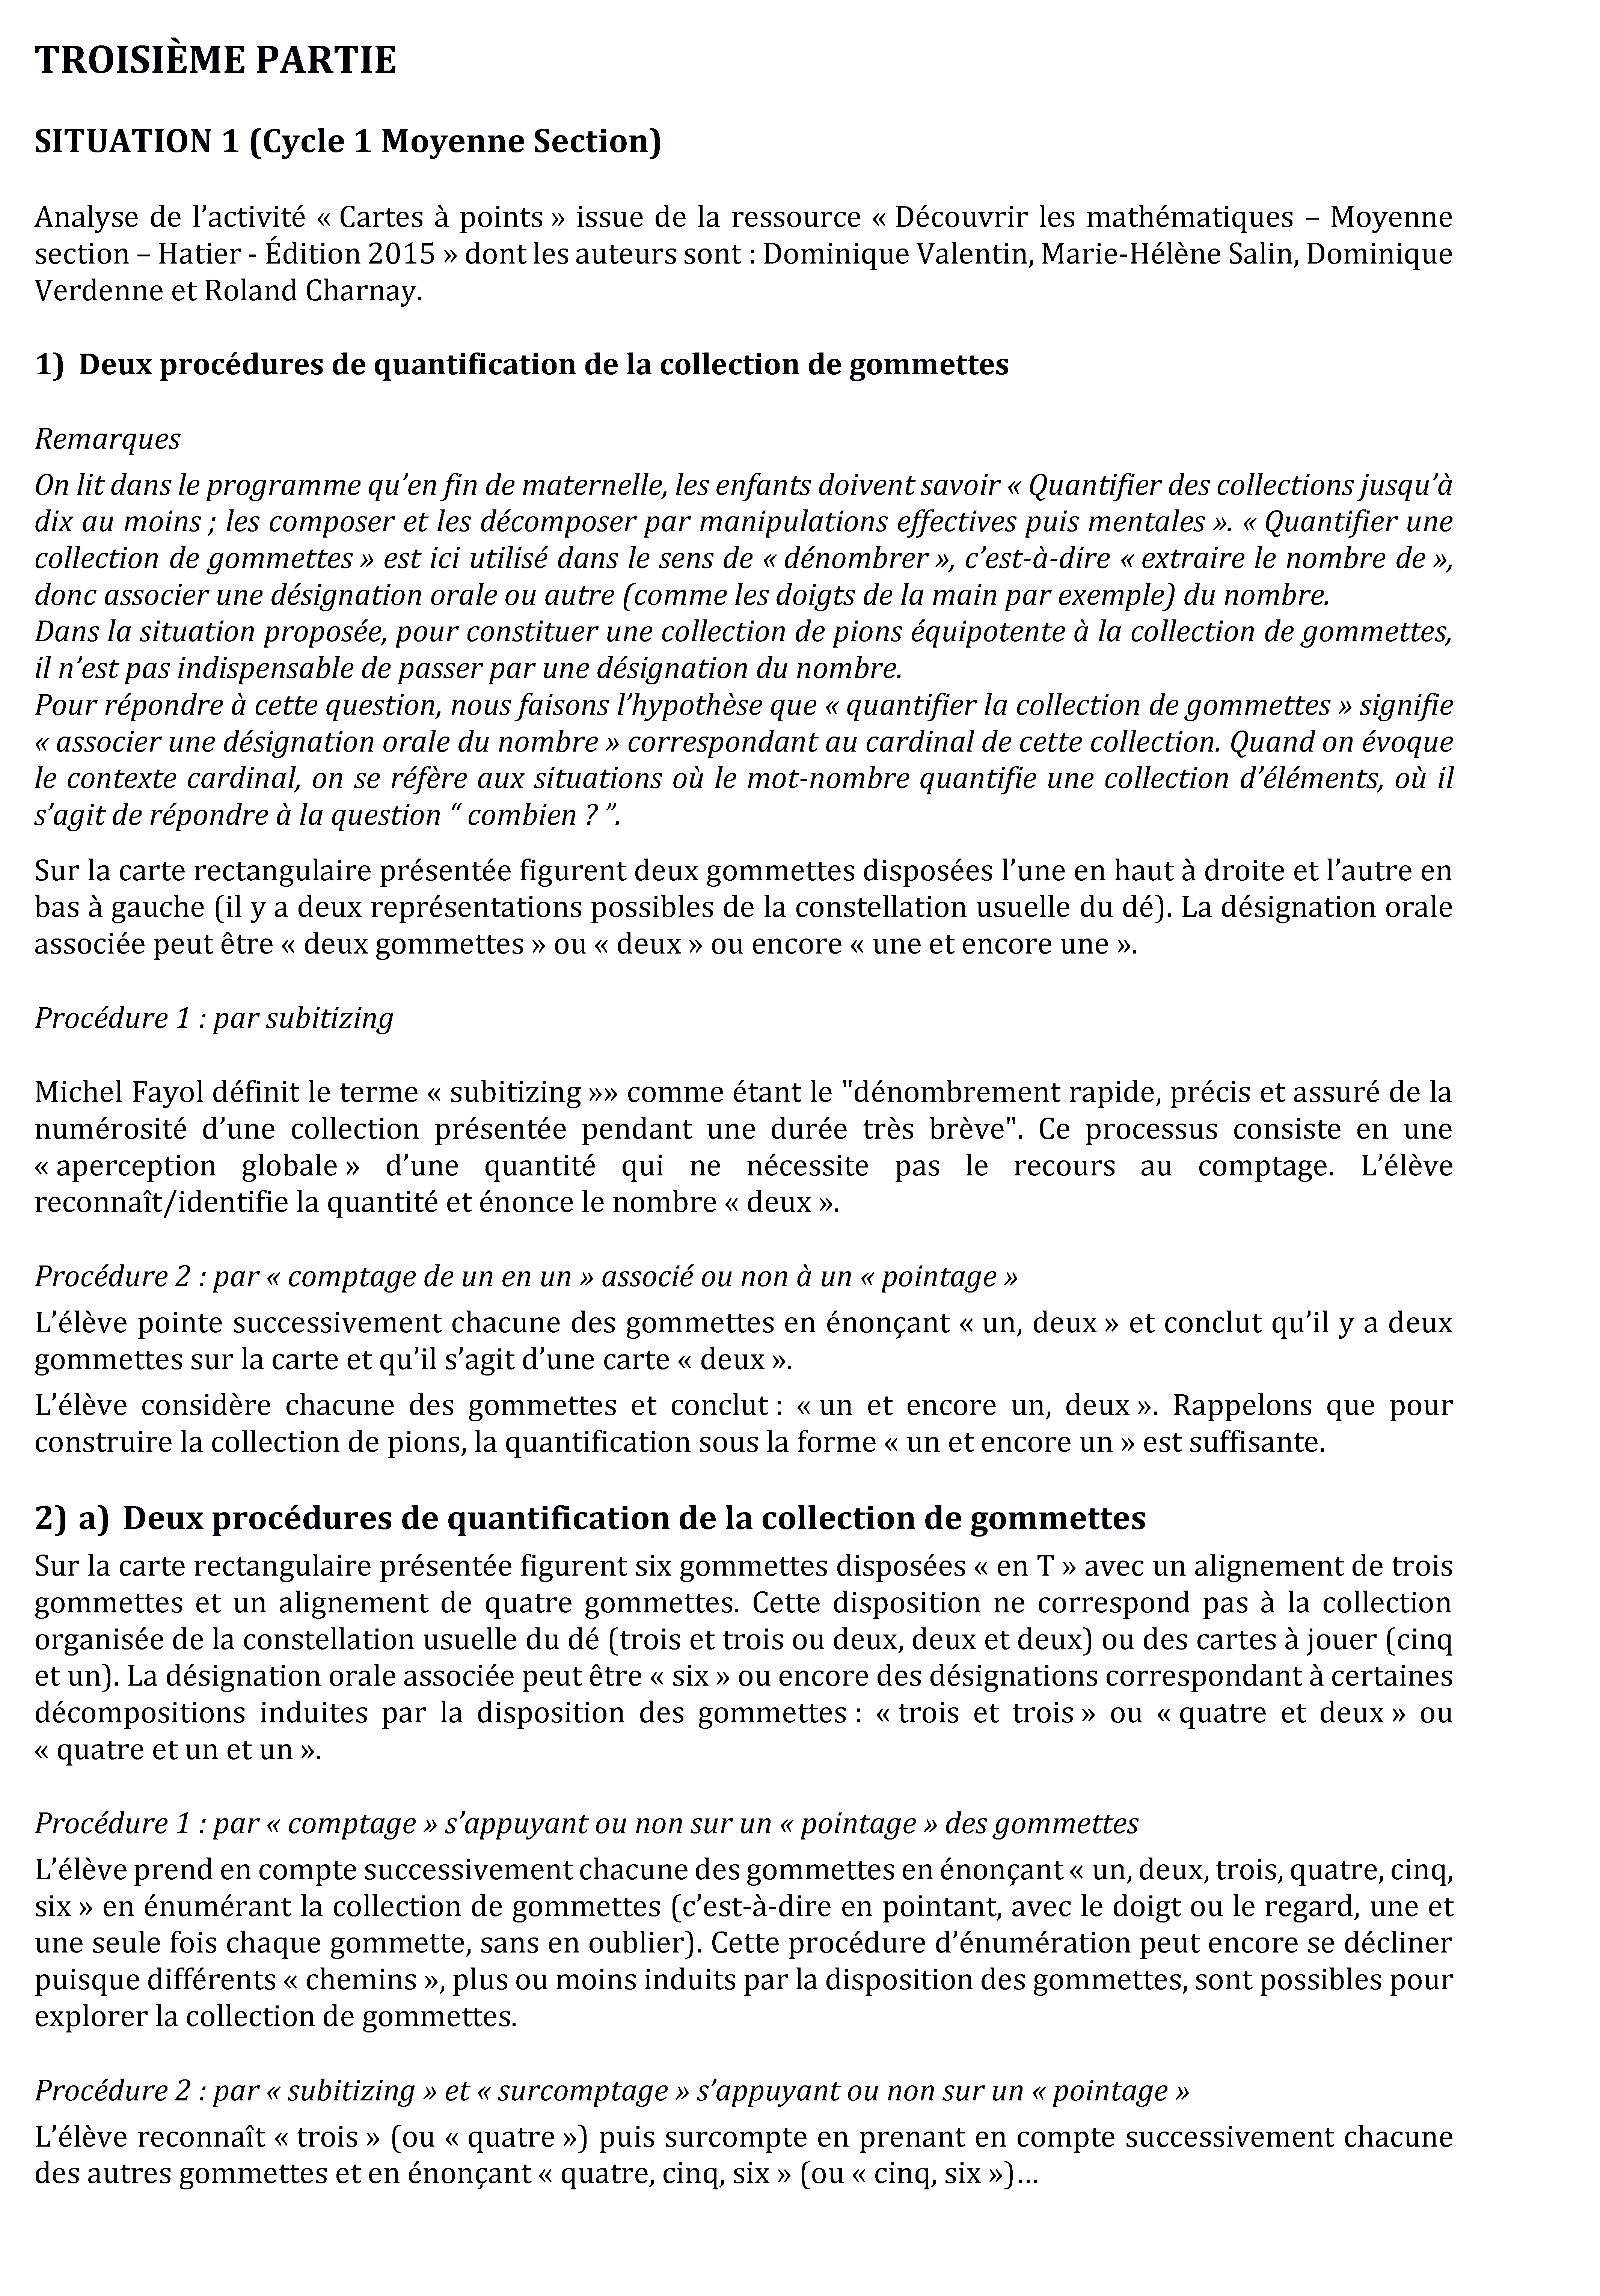 TROISIÈME PARTIE
SITUATION 1 (Cycle 1 Moyenne Section)
Analyse de l’activité « Cartes à points » issue de la ressource « Découvrir les mathématiques – Moyenne
section – Hatier - Édition 2015 » dont les auteurs sont : Dominique Valentin, Marie-Hélène Salin, Dominique
Verdenne et Roland Charnay.
1) Deux procédures de quantification de la collection de gommettes
Remarques
On lit dans le programme qu’en fin de maternelle, les enfants doivent savoir « Quantifier des collections jusqu’à
dix au moins ; les composer et les décomposer par manipulations effectives puis mentales ». « Quantifier une
collection de gommettes » est ici utilisé dans le sens de « dénombrer », c’est-à-dire « extraire le nombre de »,
donc associer une désignation orale ou autre (comme les doigts de la main par exemple) du nombre.
Dans la situation proposée, pour constituer une collection de pions équipotente à la collection de gommettes,
il n’est pas indispensable de passer par une désignation du nombre.
Pour répondre à cette question, nous faisons l’hypothèse que « quantifier la collection de gommettes » signifie
« associer une désignation orale du nombre » correspondant au cardinal de cette collection. Quand on évoque
le contexte cardinal, on se réfère aux situations où le mot-nombre quantifie une collection d’éléments, où il
s’agit de répondre à la question “ combien ? ”.
Sur la carte rectangulaire présentée figurent deux gommettes disposées l’une en haut à droite et l’autre en
bas à gauche (il y a deux représentations possibles de la constellation usuelle du dé). La désignation orale
associée peut être « deux gommettes » ou « deux » ou encore « une et encore une ».
Procédure 1 : par subitizing
Michel Fayol définit le terme « subitizing »» comme étant le "dénombrement rapide, précis et assuré de la
numérosité d’une collection présentée pendant une durée très brève". Ce processus consiste en une
« aperception globale » d’une quantité qui ne nécessite pas le recours au comptage. L’élève
reconnaît/identifie la quantité et énonce le nombre « deux ».
Procédure 2 : par « comptage de un en un » associé ou non à un « pointage »
L’élève pointe successivement chacune des gommettes en énonçant « un, deux » et conclut qu’il y a deux
gommettes sur la carte et qu’il s’agit d’une carte « deux ».
L’élève considère chacune des gommettes et conclut : « un et encore un, deux ». Rappelons que pour
construire la collection de pions, la quantification sous la forme « un et encore un » est suffisante.
2) a) Deux procédures de quantification de la collection de gommettes
Sur la carte rectangulaire présentée figurent six gommettes disposées « en T » avec un alignement de trois
gommettes et un alignement de quatre gommettes. Cette disposition ne correspond pas à la collection
organisée de la constellation usuelle du dé (trois et trois ou deux, deux et deux) ou des cartes à jouer (cinq
et un). La désignation orale associée peut être « six » ou encore des désignations correspondant à certaines
décompositions induites par la disposition des gommettes : « trois et trois » ou « quatre et deux » ou
« quatre et un et un ».
Procédure 1 : par « comptage » s’appuyant ou non sur un « pointage » des gommettes
L’élève prend en compte successivement chacune des gommettes en énonçant « un, deux, trois, quatre, cinq,
six » en énumérant la collection de gommettes (c’est-à-dire en pointant, avec le doigt ou le regard, une et
une seule fois chaque gommette, sans en oublier). Cette procédure d’énumération peut encore se décliner
puisque différents « chemins », plus ou moins induits par la disposition des gommettes, sont possibles pour
explorer la collection de gommettes.
Procédure 2 : par « subitizing » et « surcomptage » s’appuyant ou non sur un « pointage »
L’élève reconnaît « trois » (ou « quatre ») puis surcompte en prenant en compte successivement chacune
des autres gommettes et en énonçant « quatre, cinq, six » (ou « cinq, six »)…